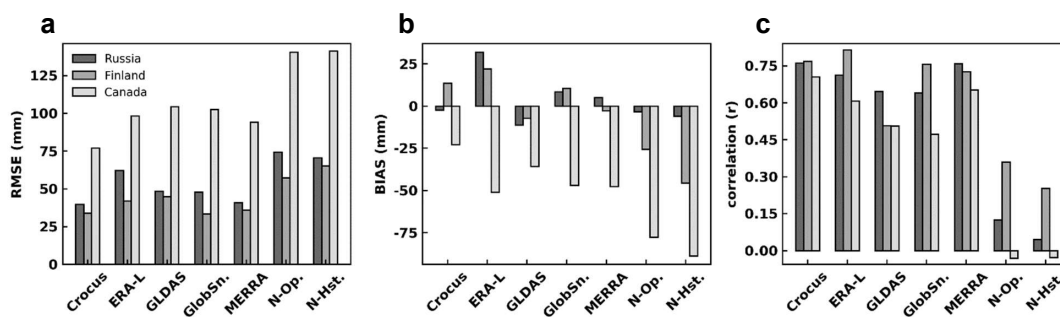 a
b
c
RMSE (mm)
125
100
75
50
25
0
Russia
Finland
Canada
Crocus
ERA-L
GLDAS
GlobSn.
MERRA
N-Op.
N-Hst.
BIAS (mm)
25
0
-25
-50
-75
Crocus
ERA-L
GLDAS
GlobSn.
MERRA
N-Op.
N-Hst.
correlation (r)
0.75
0.60
0.45
0.30
0.15
0.00
Crocus
ERA-L
GLDAS
GlobSn.
MERRA
N-Op.
N-Hst.